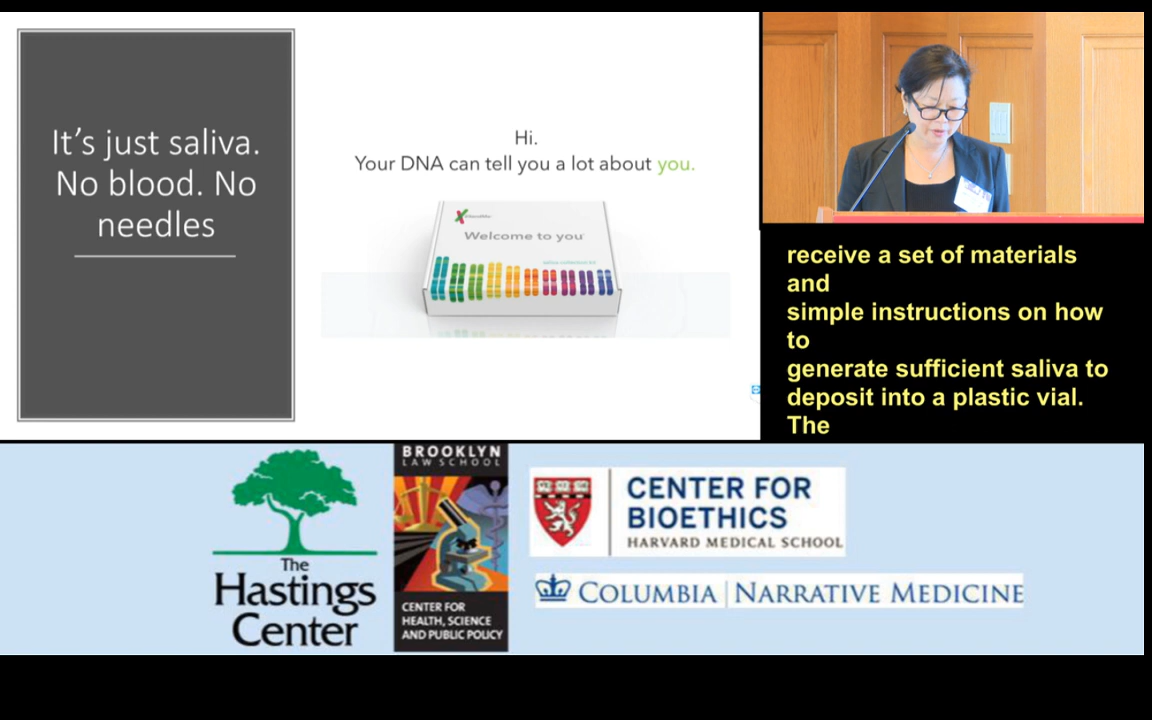 It’s just saliva.
No blood. No
needles
Hi.
Your DNA can tell you a lot about you.
Welcome to you
saliva collection kit
receive a set of materials
and
simple instructions on how
to
generate sufficient saliva to
deposit into a plastic vial.
The
The
Hastings
Center
BROOKLYN
LAW SCHOOL
CENTER FOR
HEALTH, SCIENCE
AND PUBLIC POLICY
CENTER FOR
BIOETHICS
HARVARD MEDICAL SCHOOL
COLUMBIA | NARRATIVE MEDICINE